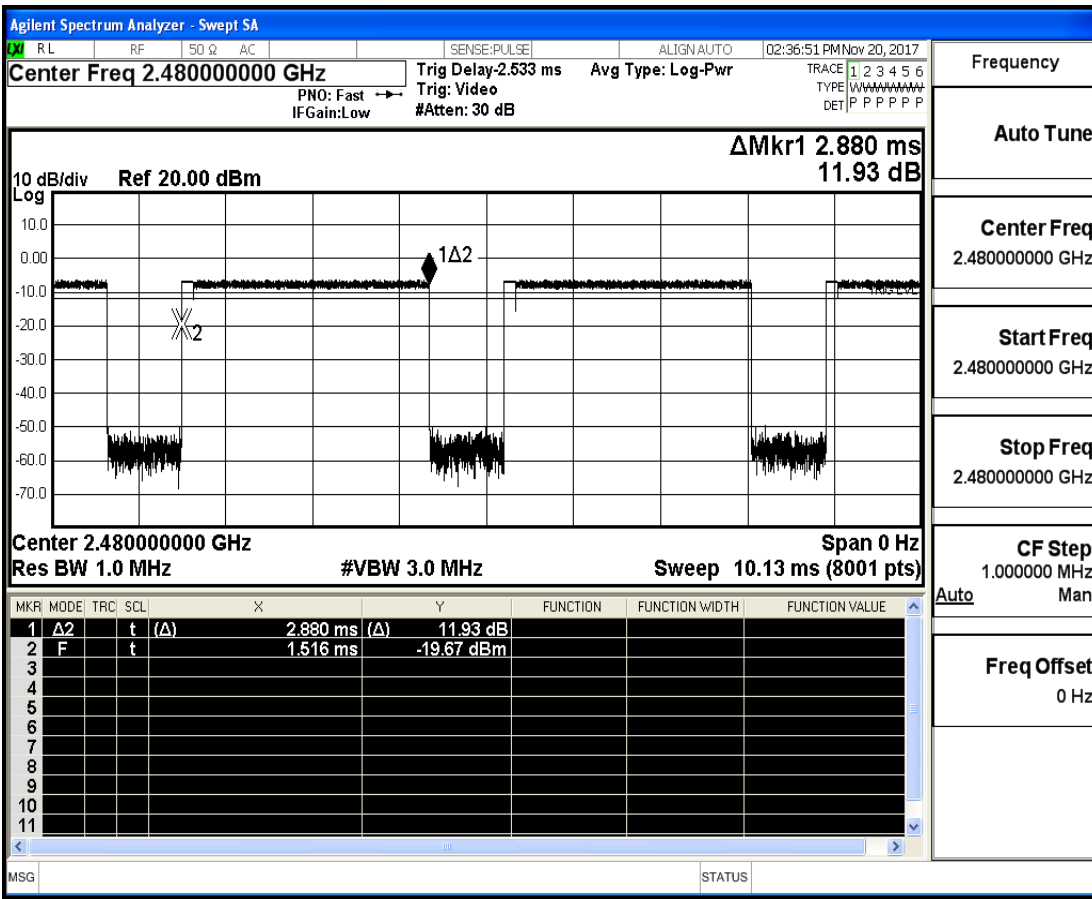 Agilent Spectrum Analyzer - Swept SA
LXI RL RF 50 Ω AC SENSE:PULSE ALIGN AUTO 02:36:51 PM Nov 20, 2017
Center Freq 2.480000000 GHz
PNO: Fast
IFGain:Low
Trig Delay-2.533 ms
Trig: Video
#Atten: 30 dB
Avg Type: Log-Pwr
TRACE 1 2 3 4 5 6
TYPE WWWWWW
DET P P P P P P
ΔMkr1 2.880 ms
11.93 dB
10 dB/div
Log
Ref 20.00 dBm
10.0
0.00
-10.0
-20.0
-30.0
-40.0
-50.0
-60.0
-70.0
1Δ2
2
TRIG LVL
Center 2.480000000 GHz
Span 0 Hz
Res BW 1.0 MHz
#VBW 3.0 MHz
Sweep 10.13 ms (8001 pts)
MKR MODE TRC SCL X Y FUNCTION FUNCTION WIDTH FUNCTION VALUE
1 Δ2 t (Δ) 2.880 ms (Δ) 11.93 dB
2 F t 1.516 ms -19.67 dBm
3
4
5
6
7
8
9
10
11
MSG
STATUS
Frequency
Auto Tune
Center Freq
2.480000000 GHz
Start Freq
2.480000000 GHz
Stop Freq
2.480000000 GHz
CF Step
1.000000 MHz
Auto Man
Freq Offset
0 Hz